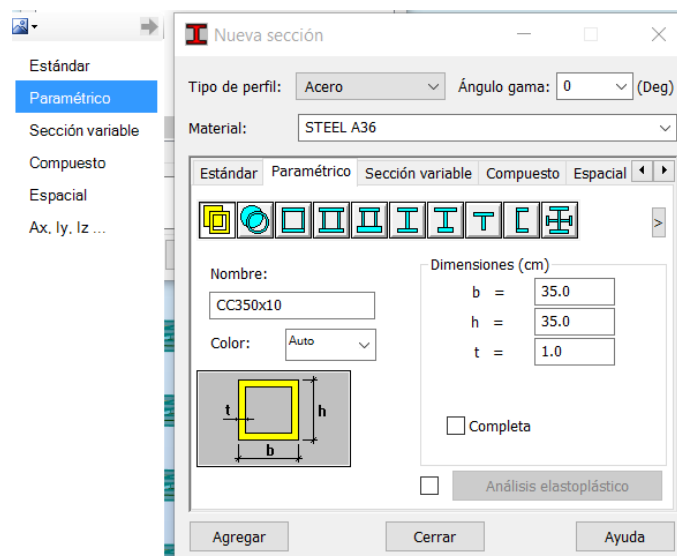 Estándar
Paramétrico
Sección variable
Compuesto
Espacial
Ax, Iy, Iz ...
Nueva sección
Tipo de perfil: Acero Ángulo gama: 0 (Deg)
Material: STEEL A36
Estándar Paramétrico Sección variable Compuesto Espacial
>
Nombre:
CC350x10
Color: Auto
Dimensiones (cm)
b = 35.0
h = 35.0
t = 1.0
t h
b
Completa
Análisis elastoplástico
Agregar Cerrar Ayuda